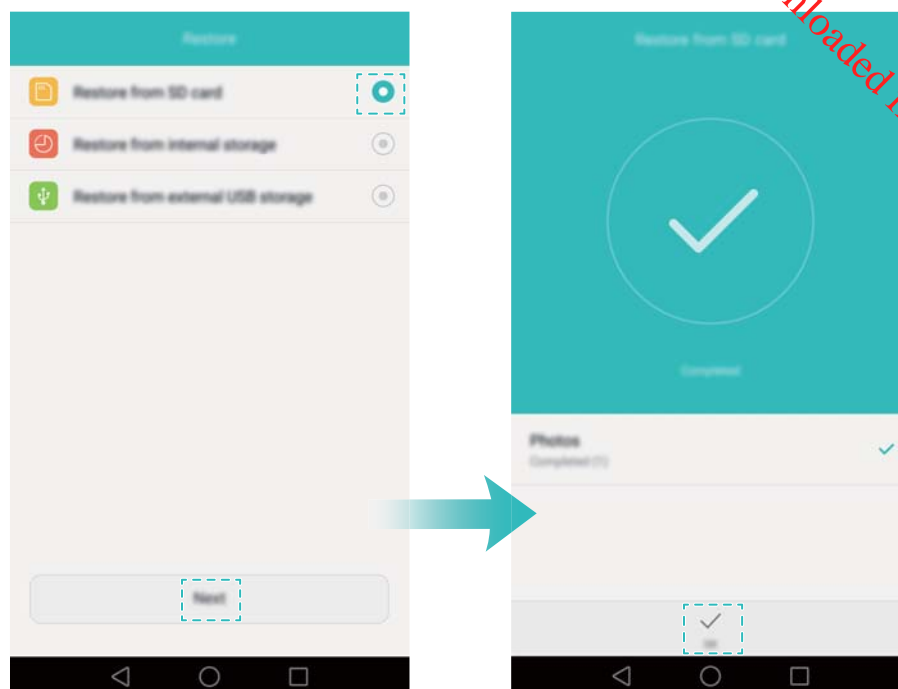 Restore
Restore from SD card
Restore from internal storage
Restore from external USB storage
Next
Restore from SD card
Completed
Photos
Completed (1)